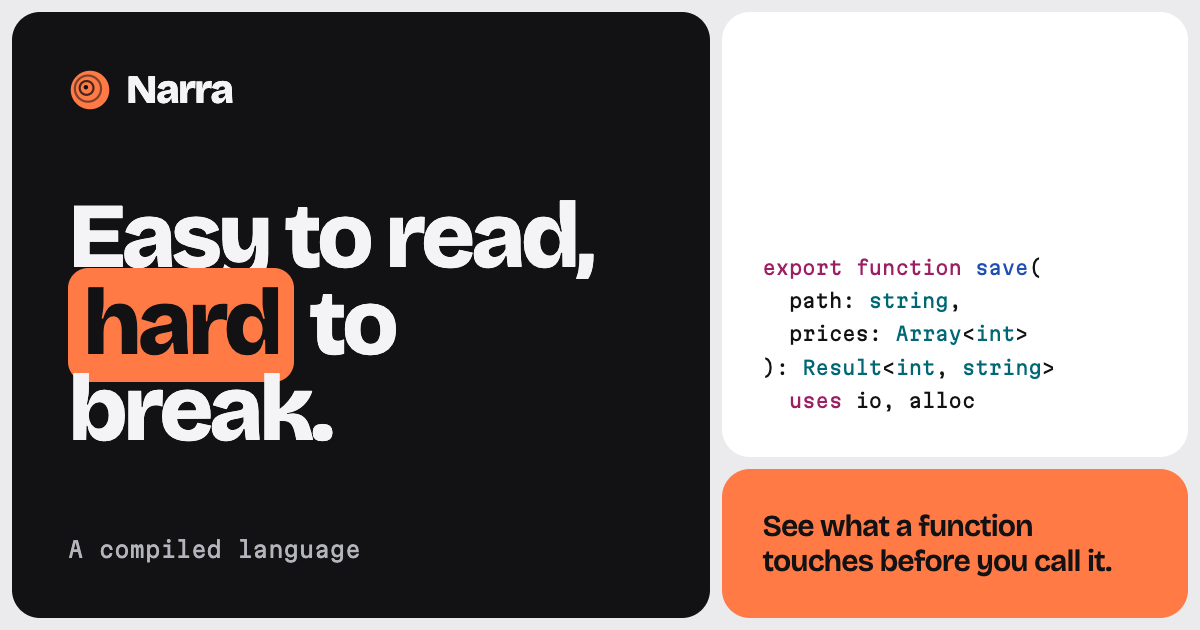 Narra
Easy to read,
hard to
break.
A compiled language
export function save(
  path: string,
  prices: Array<int>
): Result<int, string>
  uses io, alloc
See what a function
touches before you call it.